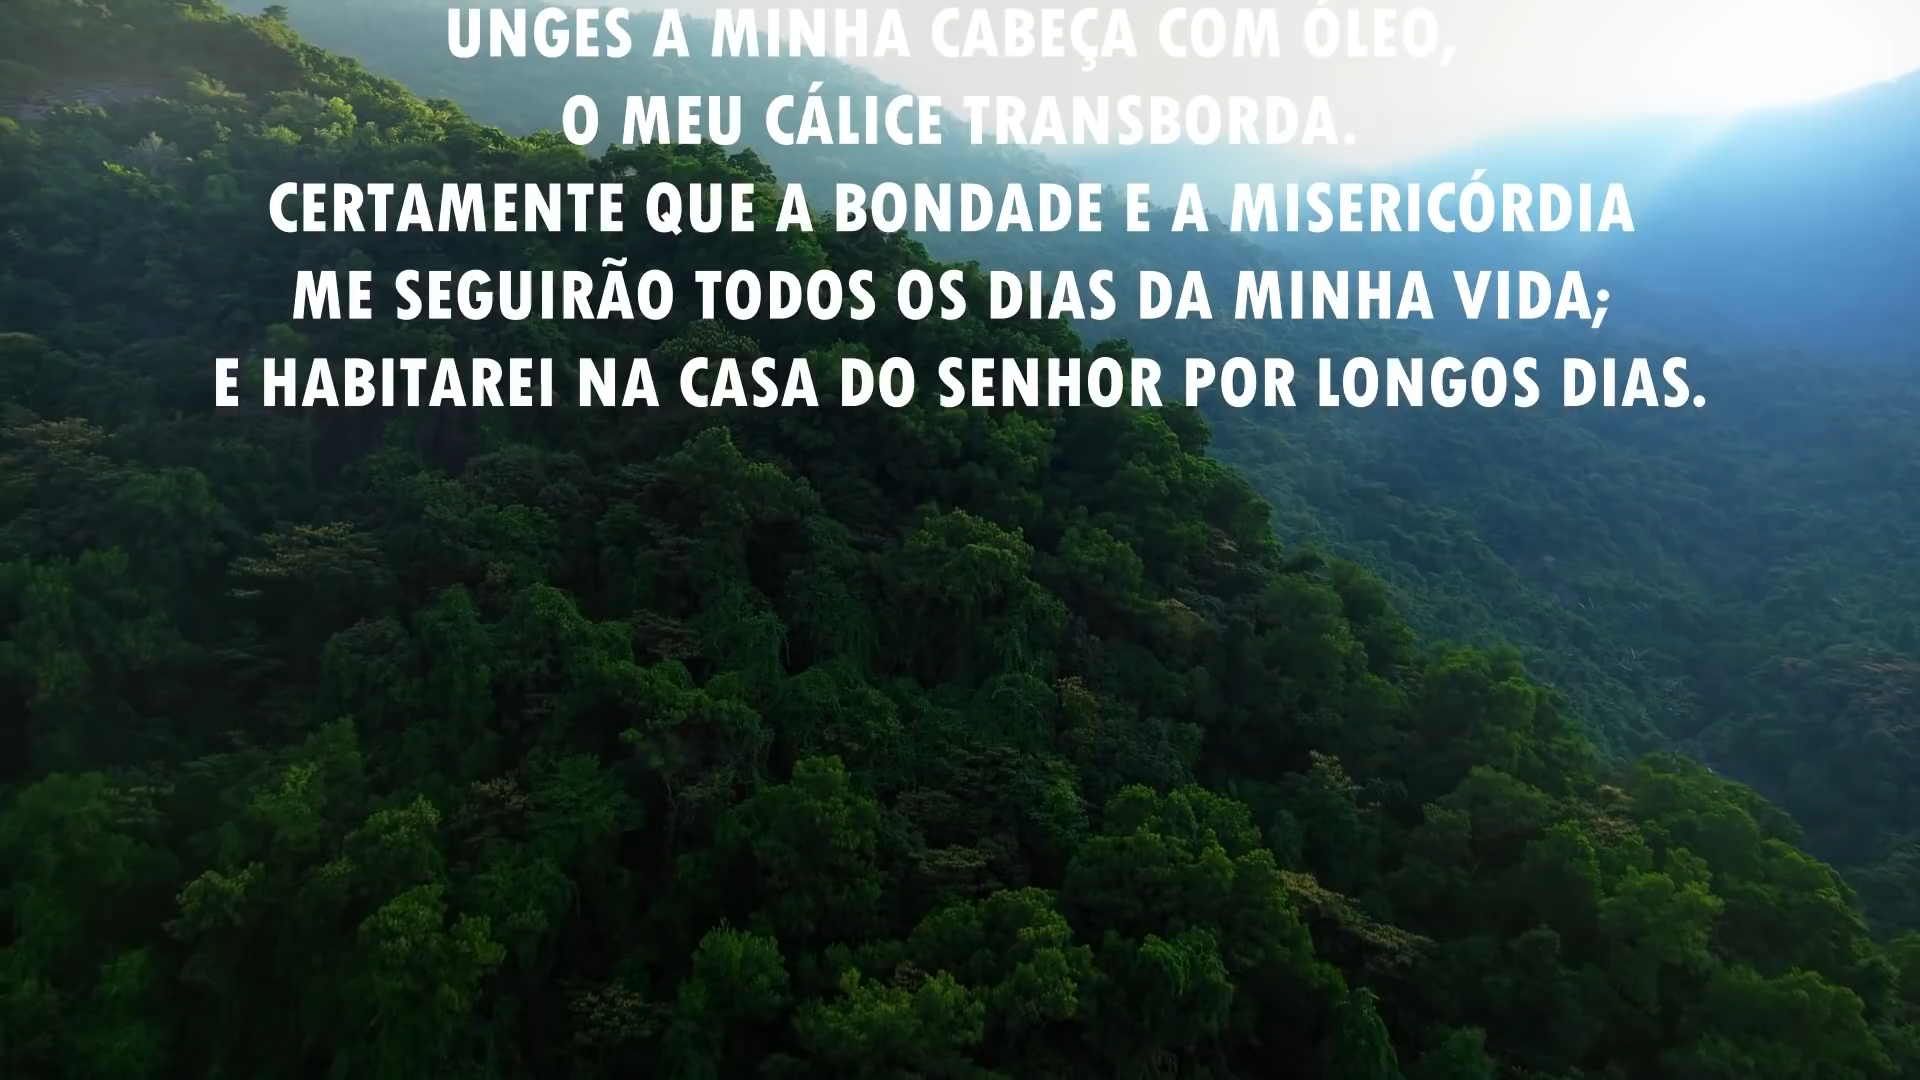 UNGES A MINHA CABEÇA COM ÓLEO,
O MEU CÁLICE TRANSBORDA.
CERTAMENTE QUE A BONDADE E A MISERICÓRDIA
ME SEGUIRÃO TODOS OS DIAS DA MINHA VIDA;
E HABITAREI NA CASA DO SENHOR POR LONGOS DIAS.